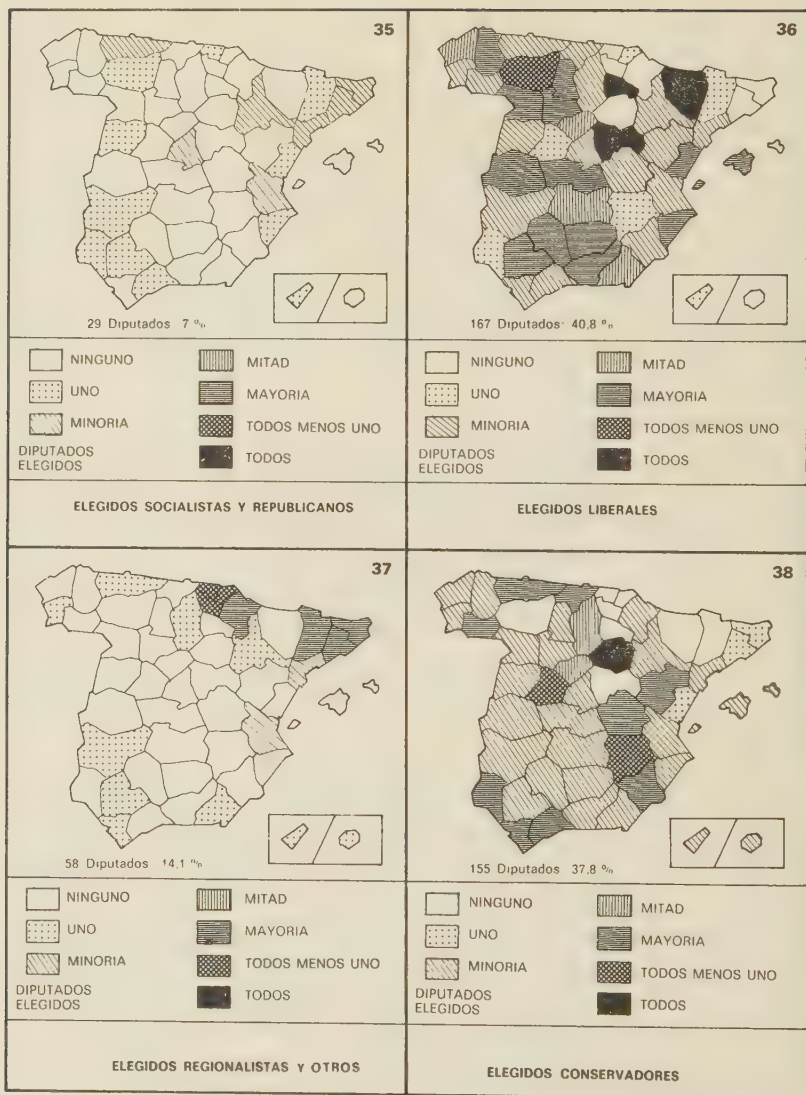 35
29 Diputados 7 %
NINGUNO
UNO
MINORIA
DIPUTADOS
ELEGIDOS
MITAD
MAYORIA
TODOS MENOS UNO
TODOS
ELEGIDOS SOCIALISTAS Y REPUBLICANOS
36
167 Diputados 40,8 %
NINGUNO
UNO
MINORIA
DIPUTADOS
ELEGIDOS
MITAD
MAYORIA
TODOS MENOS UNO
TODOS
ELEGIDOS LIBERALES
37
58 Diputados 14,1 %
NINGUNO
UNO
MINORIA
DIPUTADOS
ELEGIDOS
MITAD
MAYORIA
TODOS MENOS UNO
TODOS
ELEGIDOS REGIONALISTAS Y OTROS
38
155 Diputados 37,8 %
NINGUNO
UNO
MINORIA
DIPUTADOS
ELEGIDOS
MITAD
MAYORIA
TODOS MENOS UNO
TODOS
ELEGIDOS CONSERVADORES